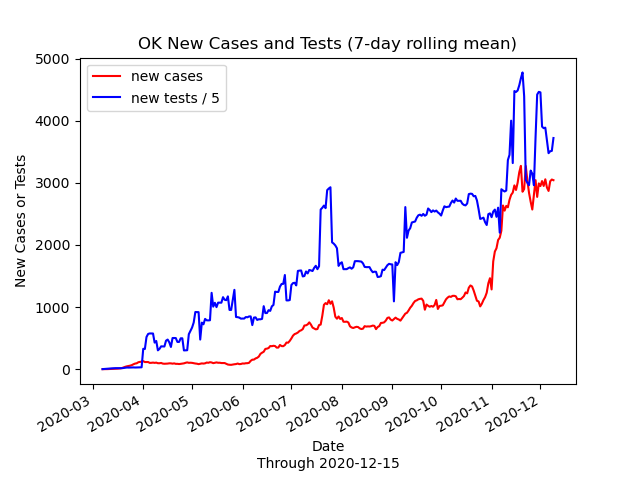 OK New Cases and Tests (7-day rolling mean)
new cases
new tests / 5
5000
4000
3000
2000
1000
0
New Cases or Tests
2020-03
2020-04
2020-05
2020-06
2020-07
2020-08
2020-09
2020-10
2020-11
2020-12
Date
Through 2020-12-15